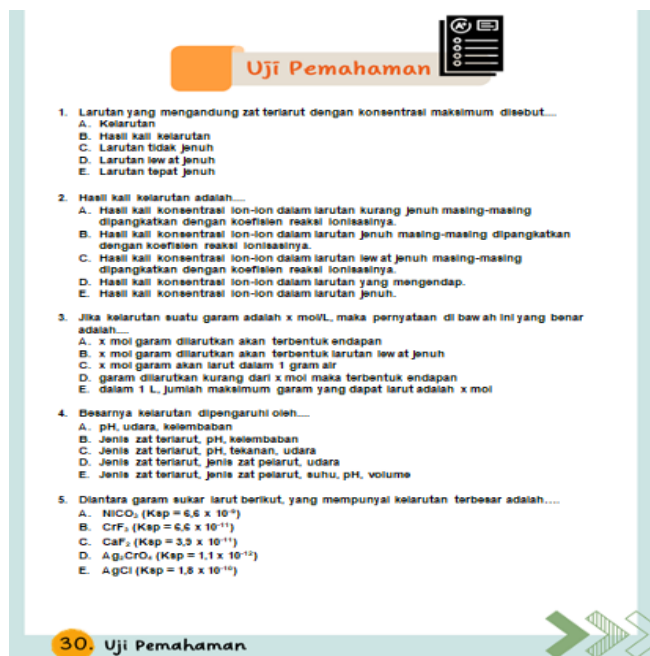 A+
Uji Pemahaman
1. Larutan yang mengandung zat terlarut dengan konsentrasi maksimum disebut....
A. Kelarutan
B. Hasil kali kelarutan
C. Larutan tidak jenuh
D. Larutan lewat jenuh
E. Larutan tepat jenuh
2. Hasil kali kelarutan adalah....
A. Hasil kali konsentrasi ion-ion dalam larutan kurang jenuh masing-masing
dipangkatkan dengan koefisien reaksi ionisasinya.
B. Hasil kali konsentrasi ion-ion dalam larutan jenuh masing-masing dipangkatkan
dengan koefisien reaksi ionisasinya.
C. Hasil kali konsentrasi ion-ion dalam larutan lewat jenuh masing-masing
dipangkatkan dengan koefisien reaksi ionisasinya.
D. Hasil kali konsentrasi ion-ion dalam larutan yang mengendap.
E. Hasil kali konsentrasi ion-ion dalam larutan jenuh.
3. Jika kelarutan suatu garam adalah x mol/L, maka pernyataan di bawah ini yang benar
adalah....
A. x mol garam dilarutkan akan terbentuk endapan
B. x mol garam dilarutkan akan terbentuk larutan lewat jenuh
C. x mol garam akan larut dalam 1 gram air
D. garam dilarutkan kurang dari x mol maka terbentuk endapan
E. dalam 1 L, jumlah maksimum garam yang dapat larut adalah x mol
4. Besarnya kelarutan dipengaruhi oleh....
A. pH, udara, kelembaban
B. Jenis zat terlarut, pH, kelembaban
C. Jenis zat terlarut, pH, tekanan, udara
D. Jenis zat terlarut, jenis zat pelarut, udara
E. Jenis zat terlarut, jenis zat pelarut, suhu, pH, volume
5. Diantara garam sukar larut berikut, yang mempunyai kelarutan terbesar adalah....
A. NiCO₃ (Ksp = 6,6 x 10⁻⁹)
B. CrF₃ (Ksp = 6,6 x 10⁻¹¹)
C. CaF₂ (Ksp = 3,9 x 10⁻¹¹)
D. Ag₂CrO₄ (Ksp = 1,1 x 10⁻¹²)
E. AgCl (Ksp = 1,8 x 10⁻¹⁰)
30. Uji Pemahaman